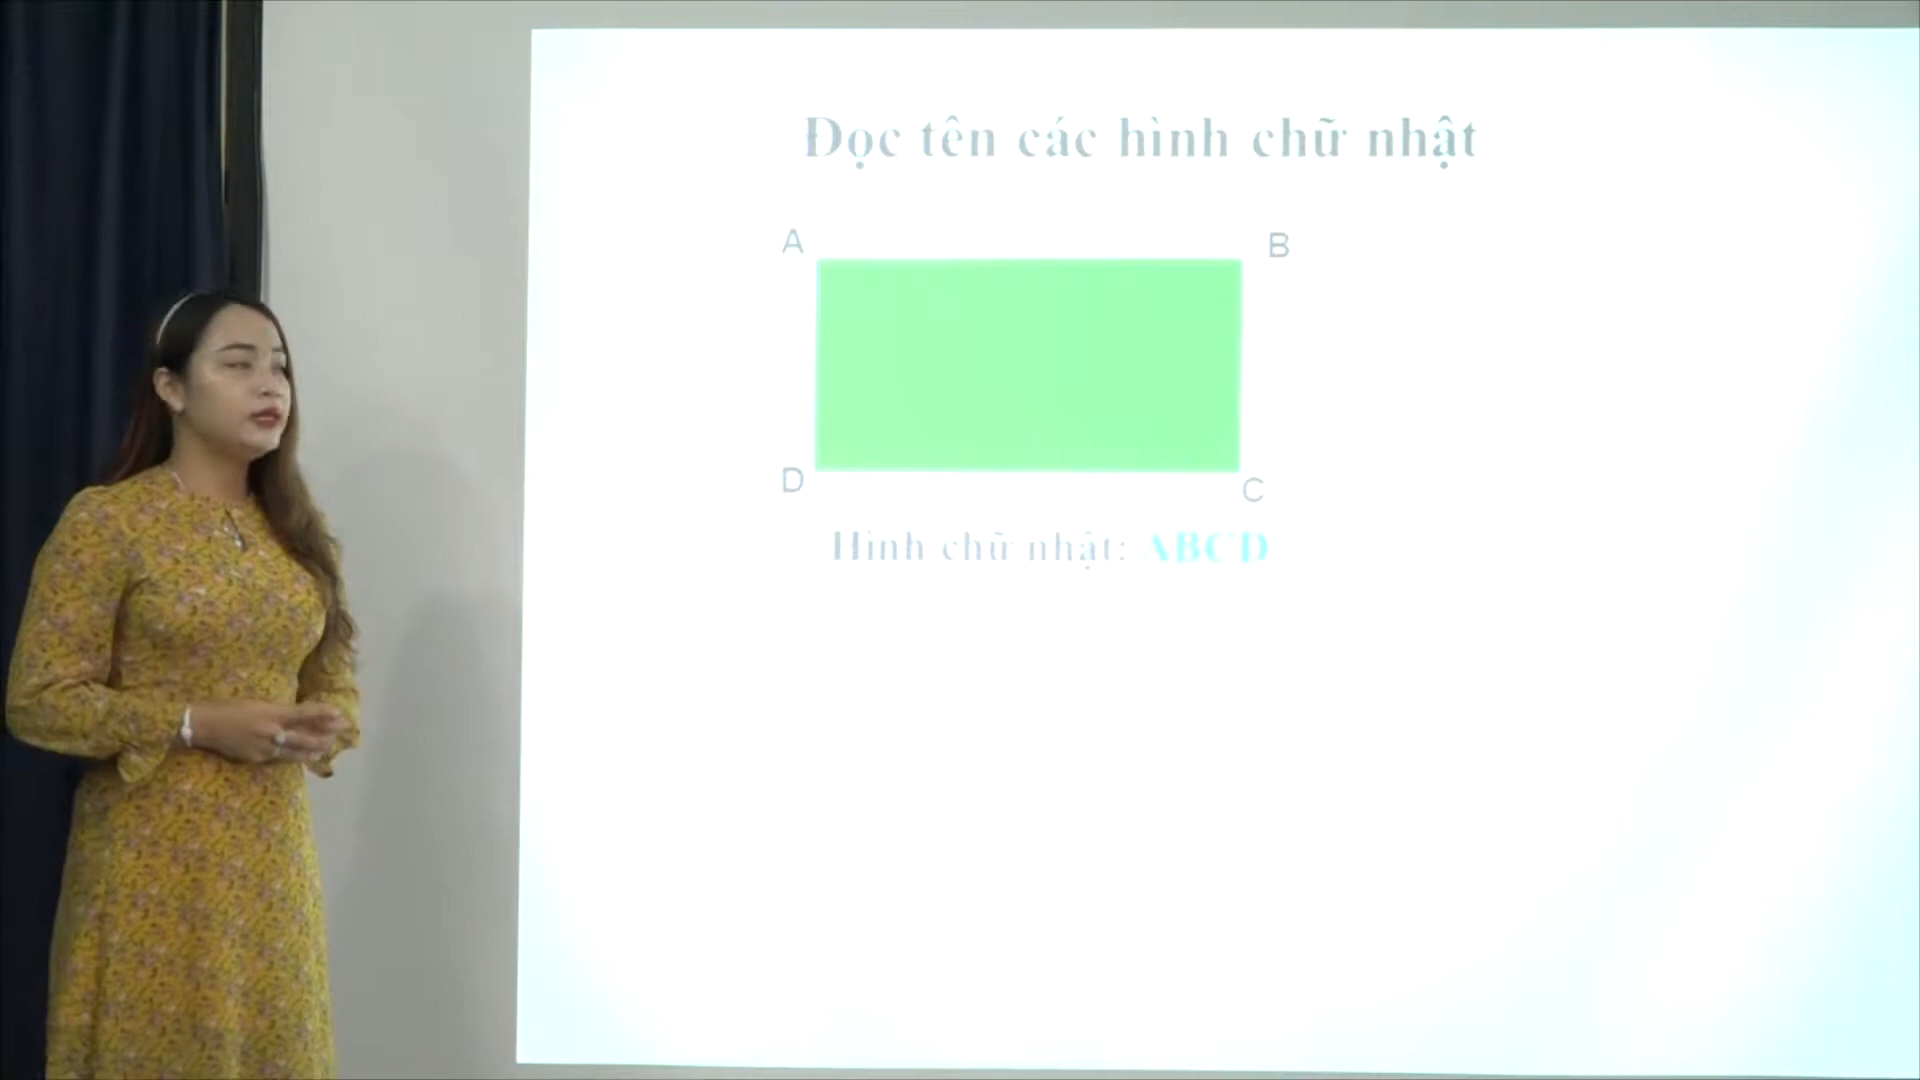 Đọc tên các hình chữ nhật
A B
D C
Hình chữ nhật: ABCD